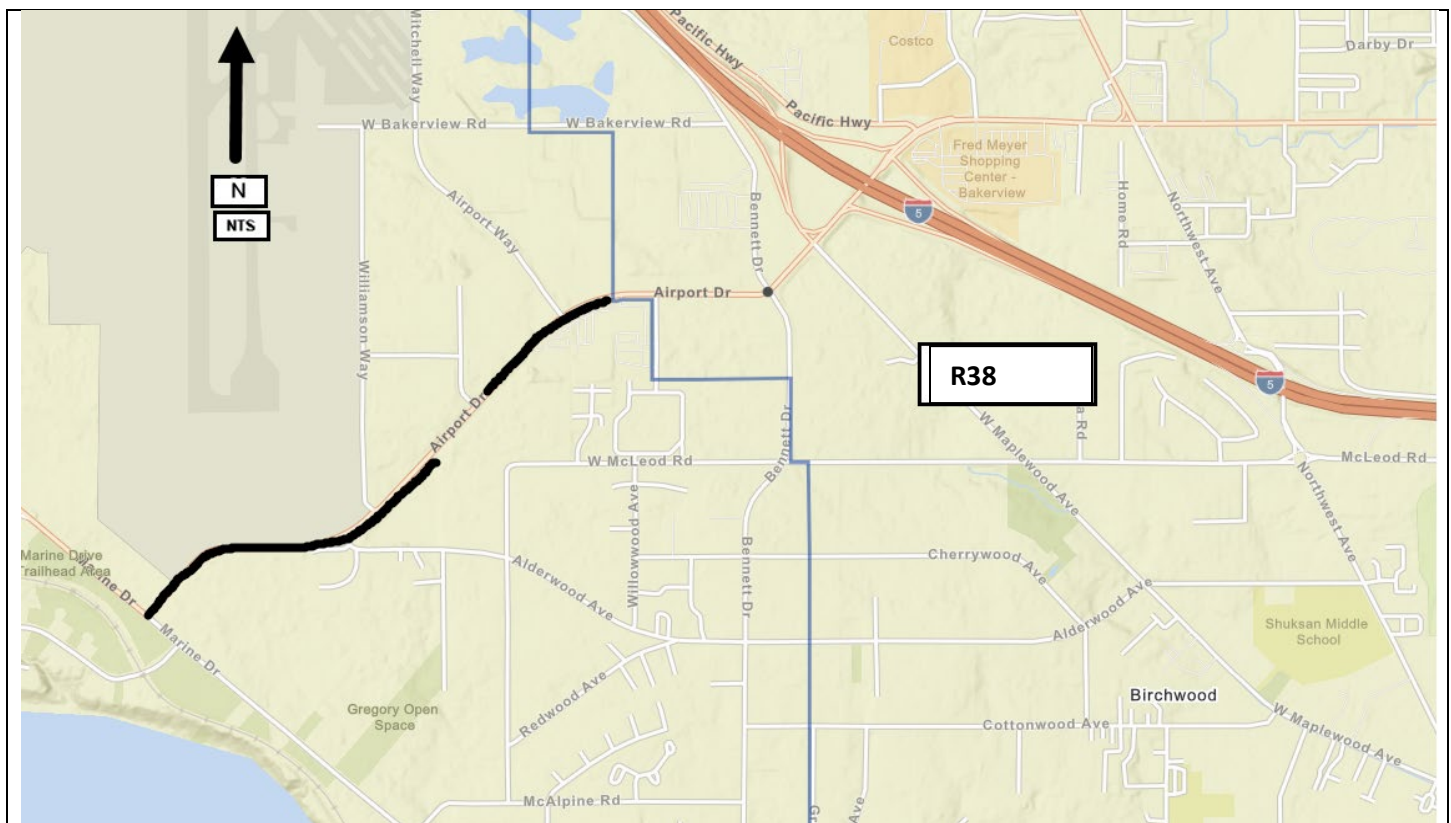 Mitchell Way
Pacific Hwy
Costco
Darby Dr
W Bakerview Rd
W Bakerview Rd
Pacific Hwy
Fred Meyer
Shopping
Center -
Bakerview
N
NTS
Airport Way
Bennett Dr
Home Rd
Northwest Ave
5
Williamson Way
Airport Dr
R38
5
Airport Dr
Bennett Dr
W Maplewood Ave
a Rd
W McLeod Rd
McLeod Rd
Willowwood Ave
Northwest Ave
Marine Drive
Trailhead Area
Marine Dr
Alderwood Ave
Bennett Dr
Cherrywood Ave
Alderwood Ave
Marine Dr
Shuksan Middle
School
Redwood Ave
Gregory Open
Space
Birchwood
Cottonwood Ave
W Maplewood Ave
McAlpine Rd
Gr
Ave